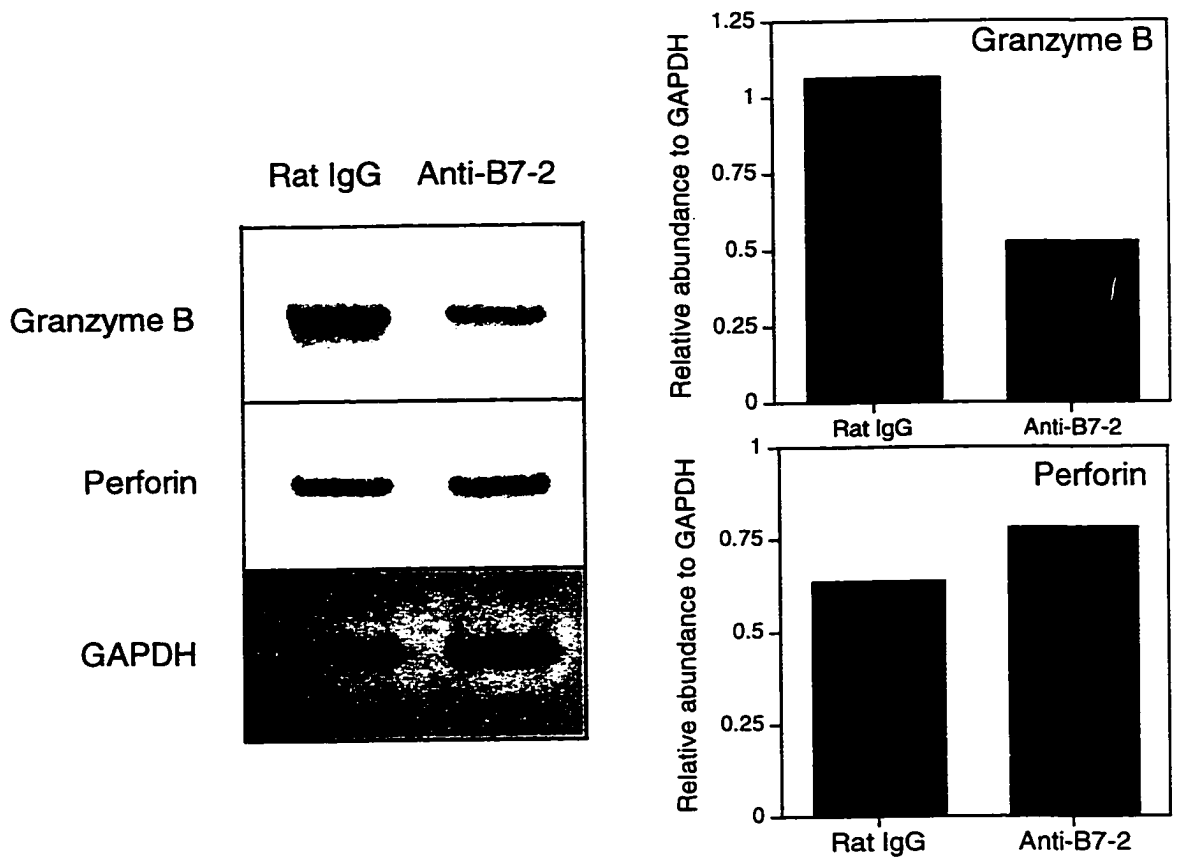 Rat IgG Anti-B7-2
Granzyme B
Perforin
GAPDH
Relative abundance to GAPDH
1.25
1
0.75
0.5
0.25
0
Granzyme B
Rat IgG Anti-B7-2
Relative abundance to GAPDH
1
0.75
0.5
0.25
0
Perforin
Rat IgG Anti-B7-2